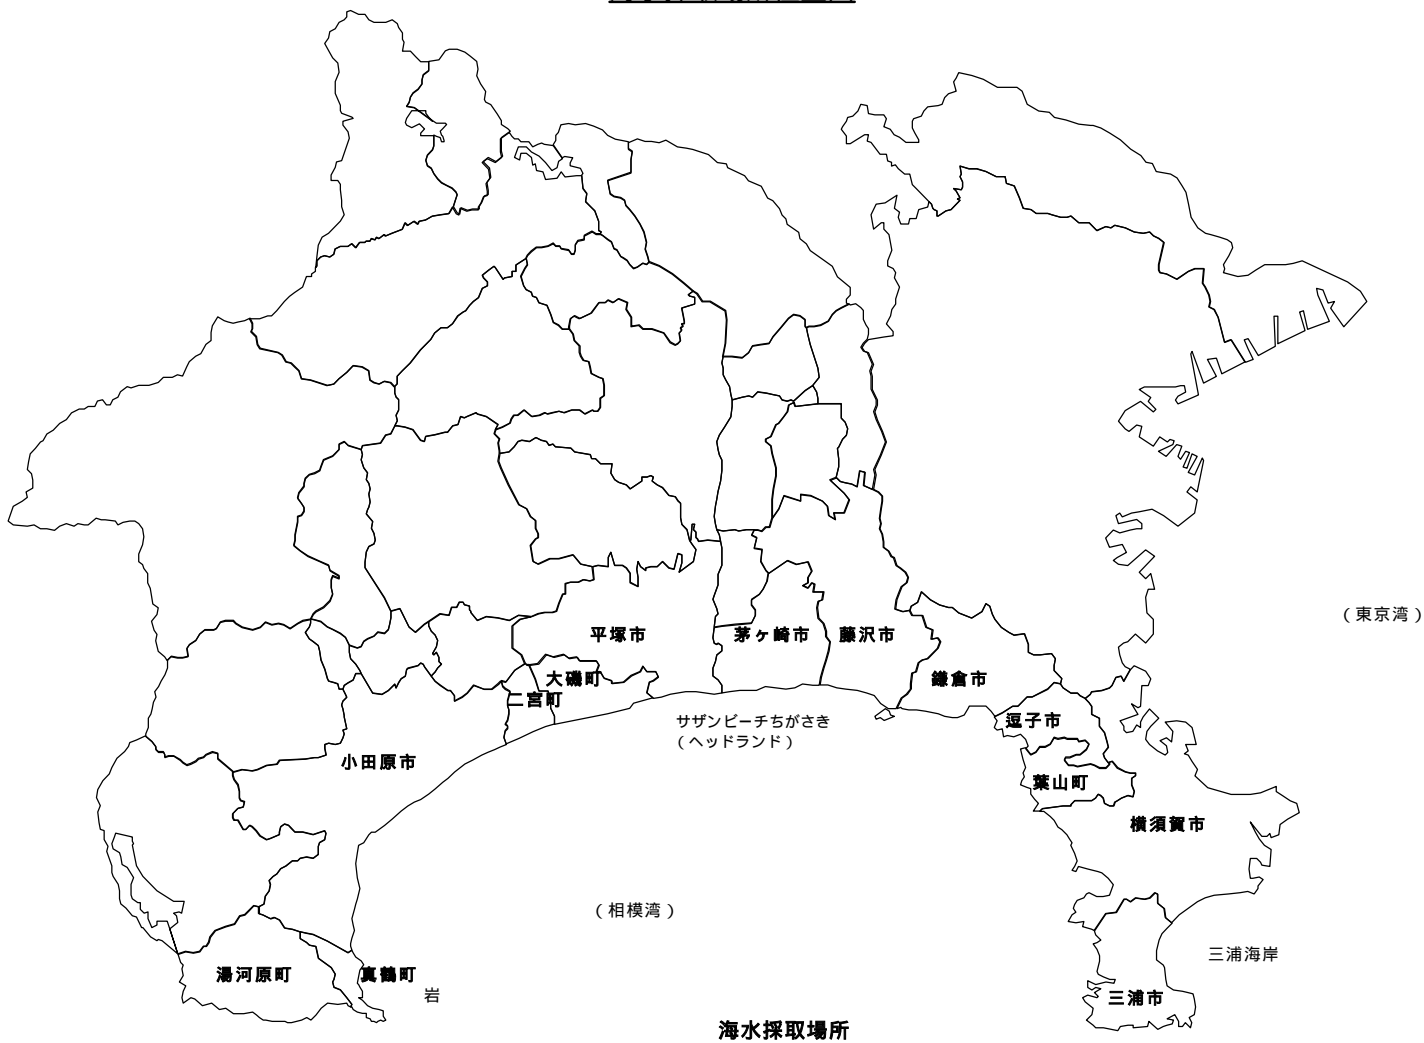 （東京湾）
平塚市
茅ヶ崎市
藤沢市
大磯町
二宮町
鎌倉市
サザンビーチちがさき
（ヘッドランド）
逗子市
小田原市
葉山町
横須賀市
（相模湾）
三浦海岸
湯河原町
真鶴町
岩
三浦市
海水採取場所